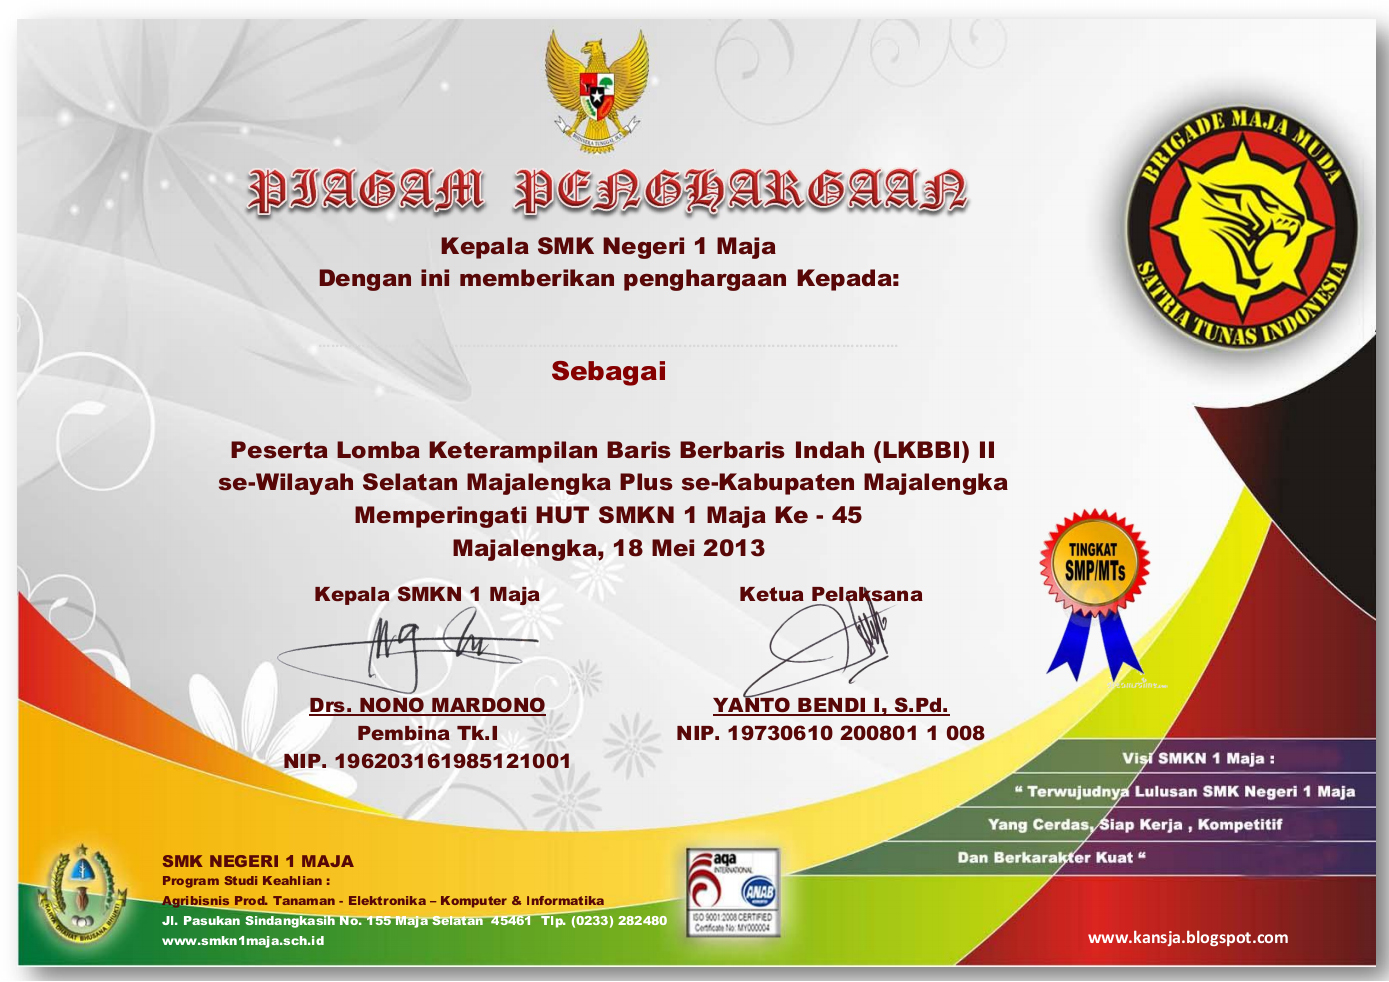 PIAGAM PENGHARGAAN
Kepala SMK Negeri 1 Maja
Dengan ini memberikan penghargaan Kepada:
Sebagai
Peserta Lomba Keterampilan Baris Berbaris Indah (LKBBI) II
se-Wilayah Selatan Majalengka Plus se-Kabupaten Majalengka
Memperingati HUT SMKN 1 Maja Ke - 45
Majalengka, 18 Mei 2013
Kepala SMKN 1 Maja
Drs. NONO MARDONO
Pembina Tk.I
NIP. 196203161985121001
Ketua Pelaksana
YANTO BENDI I, S.Pd.
NIP. 19730610 200801 1 008
BRIGADE MAJA MUDA
SATRIA TUNAS INDONESIA
TINGKAT
SMP/MTs
Visi SMKN 1 Maja :
“ Terwujudnya Lulusan SMK Negeri 1 Maja
Yang Cerdas, Siap Kerja , Kompetitif
Dan Berkarakter Kuat “
SMK NEGERI 1 MAJA
Program Studi Keahlian :
Agribisnis Prod. Tanaman - Elektronika – Komputer & Informatika
Jl. Pasukan Sindangkasih No. 155 Maja Selatan 45461 Tlp. (0233) 282480
www.smkn1maja.sch.id
aqa
INTERNATIONAL
ANAB
ISO 9001:2008 CERTIFIED
Certificate No: MY000004
www.kansja.blogspot.com